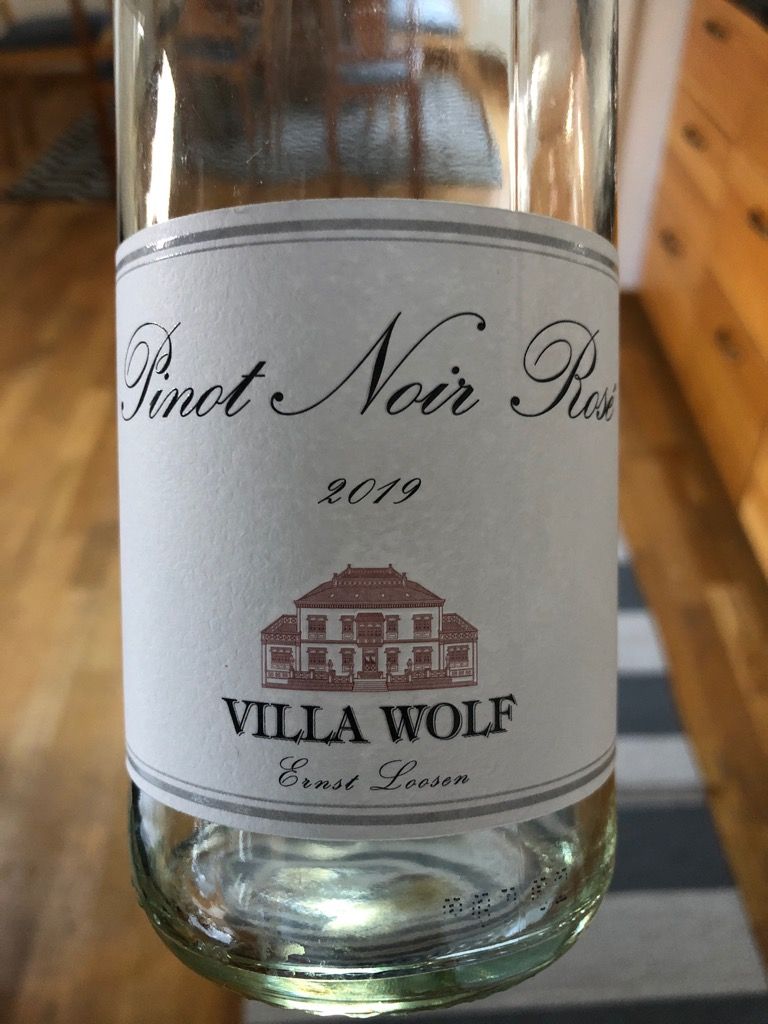 Pinot Noir Rosé
2019
VILLA WOLF
Ernst Loosen